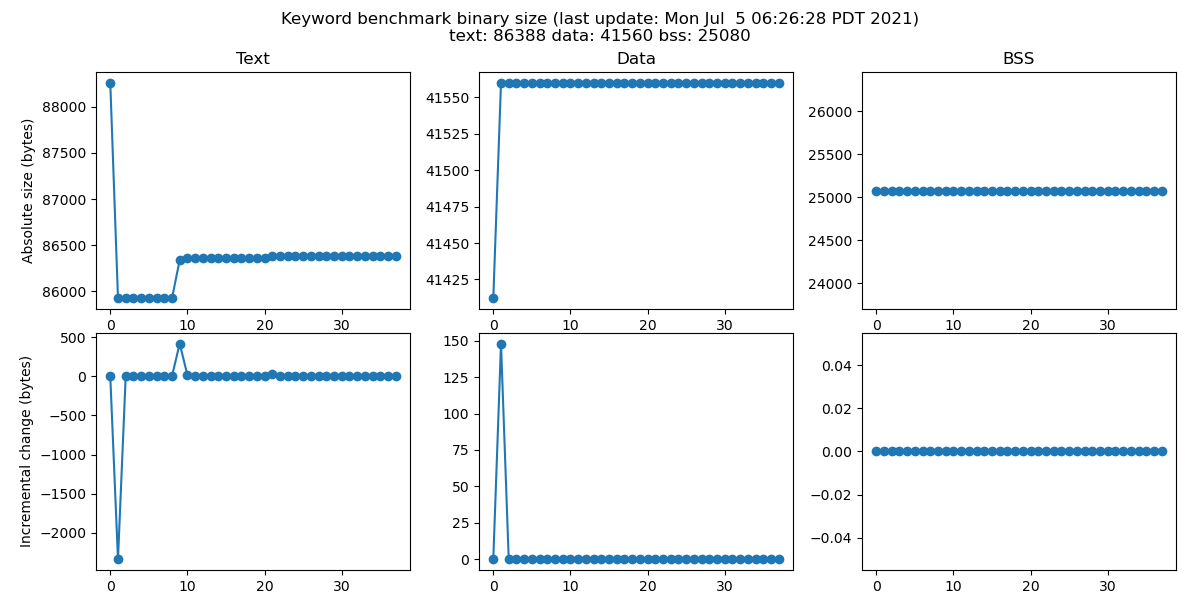 Keyword benchmark binary size (last update: Mon Jul  5 06:26:28 PDT 2021)
text: 86388 data: 41560 bss: 25080
Text
Data
BSS
Absolute size (bytes)
88000
87500
87000
86500
86000
0 10 20 30
41550
41525
41500
41475
41450
41425
0 10 20 30
26000
25500
25000
24500
24000
0 10 20 30
Incremental change (bytes)
500
0
−500
−1000
−1500
−2000
0 10 20 30
150
125
100
75
50
25
0
0 10 20 30
0.04
0.02
0.00
−0.02
−0.04
0 10 20 30